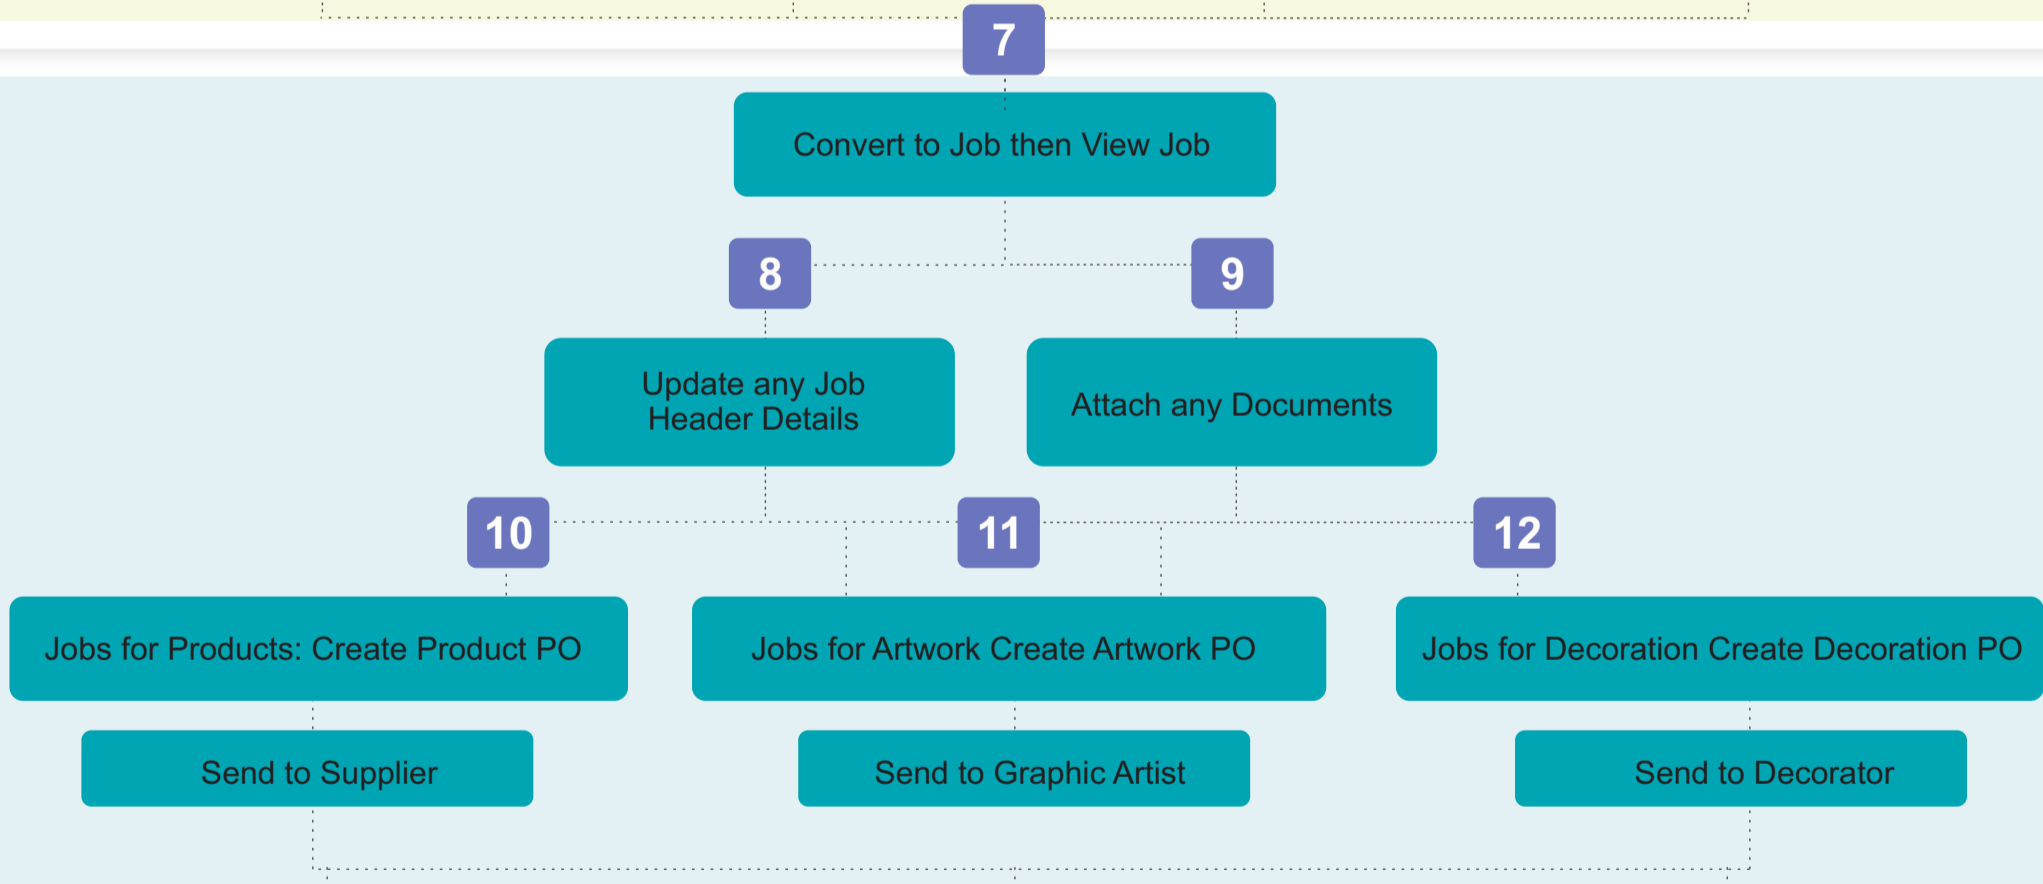 7
Convert to Job then View Job
8
9
Update any Job
Header Details
Attach any Documents
10
11
12
Jobs for Products: Create Product PO
Jobs for Artwork Create Artwork PO
Jobs for Decoration Create Decoration PO
Send to Supplier
Send to Graphic Artist
Send to Decorator